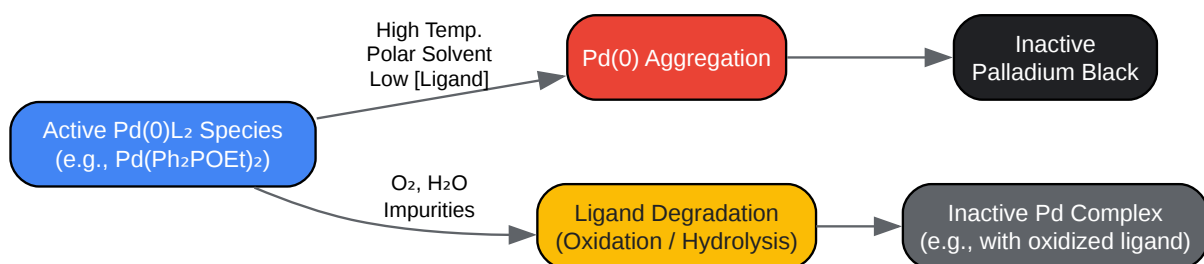 High Temp.
Polar Solvent
Low [Ligand]
Pd(0) Aggregation
Inactive
Palladium Black
Active Pd(0)L₂ Species
(e.g., Pd(Ph₂POEt)₂)
O₂, H₂O
Impurities
Ligand Degradation
(Oxidation / Hydrolysis)
Inactive Pd Complex
(e.g., with oxidized ligand)